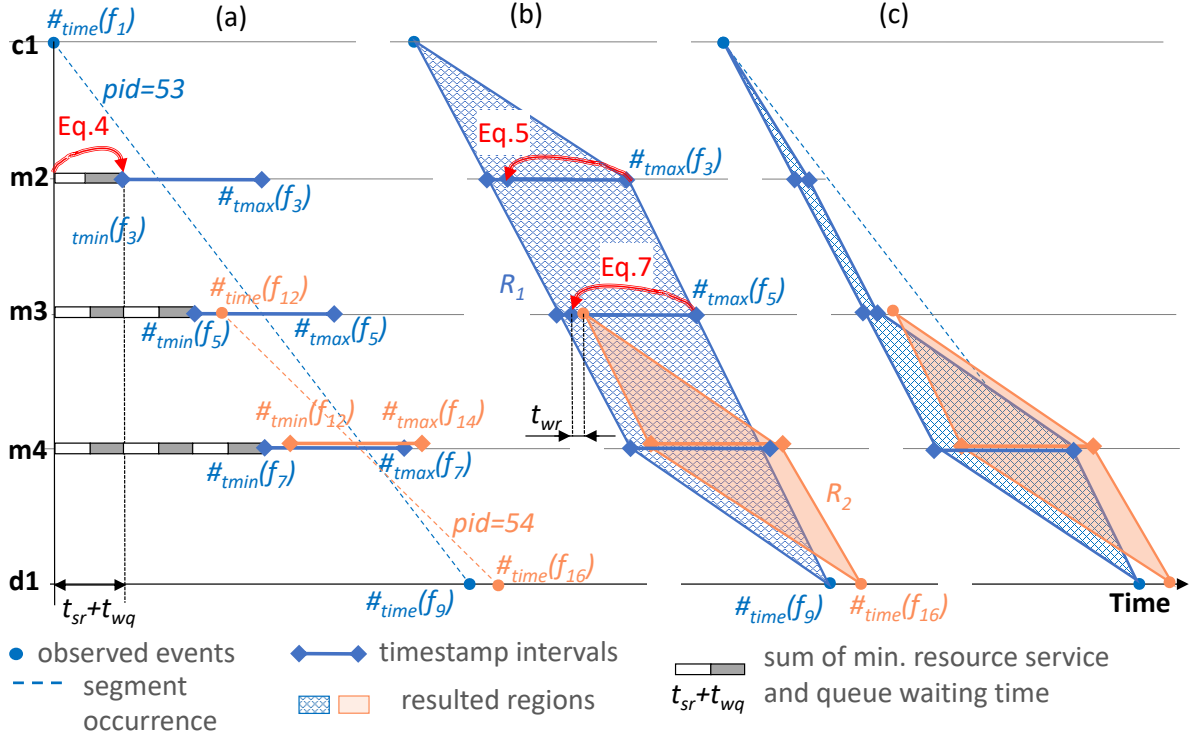 #time(f1)
(a)
(b)
(c)
c1
pid=53
Eq.4
Eq.5
m2
#tmax(f3)
#tmax(f3)
tmin(f3)
#time(f12)
R1
Eq.7
#tmax(f5)
m3
#tmin(f5)
#tmax(f5)
#tmin(f12)
#tmax(f14)
twr
m4
#tmin(f7)
#tmax(f7)
R2
pid=54
#time(f16)
d1
tsr+twq
#time(f9)
#time(f9)
#time(f16)
Time
observed events
timestamp intervals
sum of min. resource service
segment
occurrence
resulted regions
tsr+twq
and queue waiting time